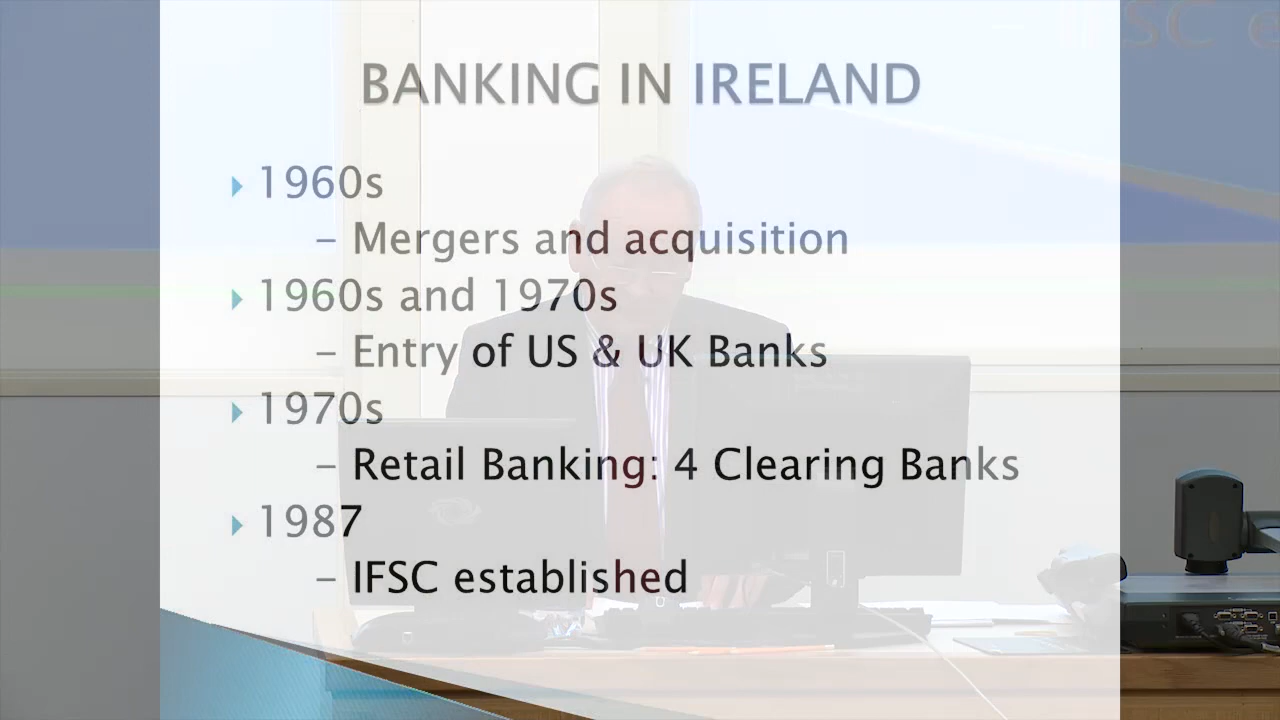 BANKING IN IRELAND
1960s
– Mergers and acquisition
1960s and 1970s
– Entry of US & UK Banks
1970s
– Retail Banking: 4 Clearing Banks
1987
– IFSC established